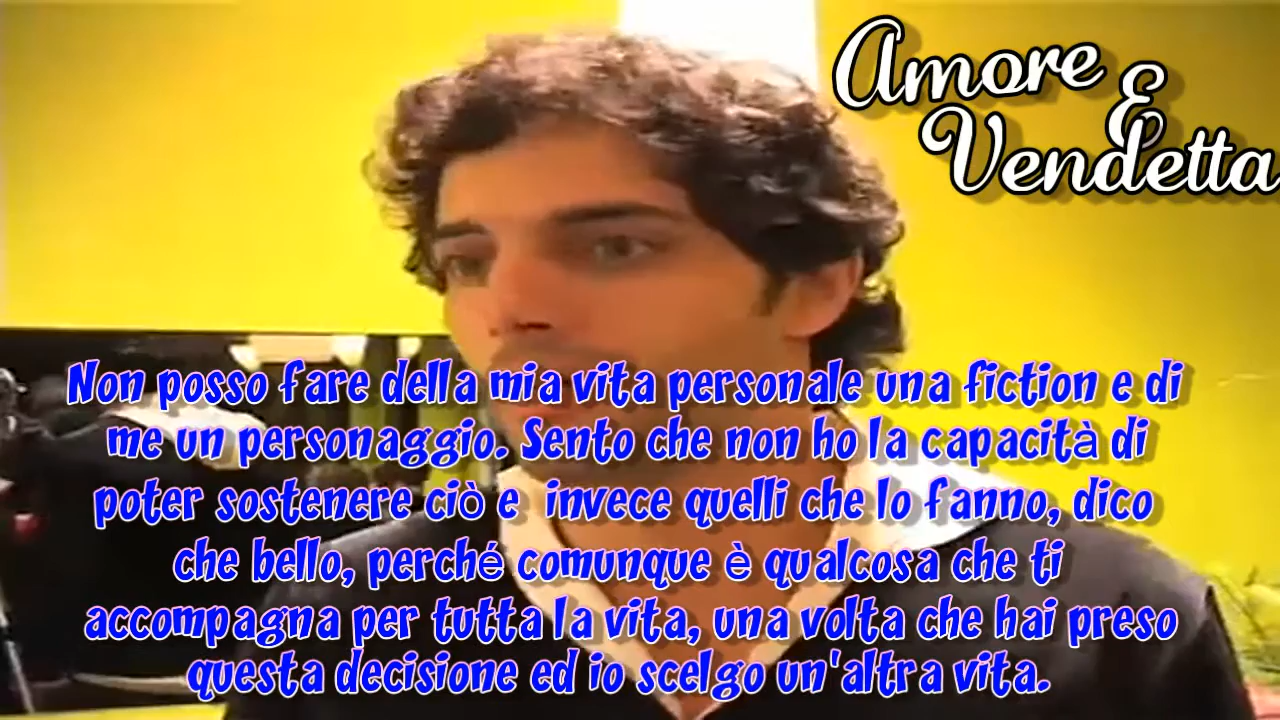 Amore E
Vendetta
Non posso fare della mia vita personale una fiction e di
me un personaggio. Sento che non ho la capacità di
poter sostenere ciò e invece quelli che lo fanno, dico
che bello, perché comunque è qualcosa che ti
accompagna per tutta la vita, una volta che hai preso
questa decisione ed io scelgo un'altra vita.